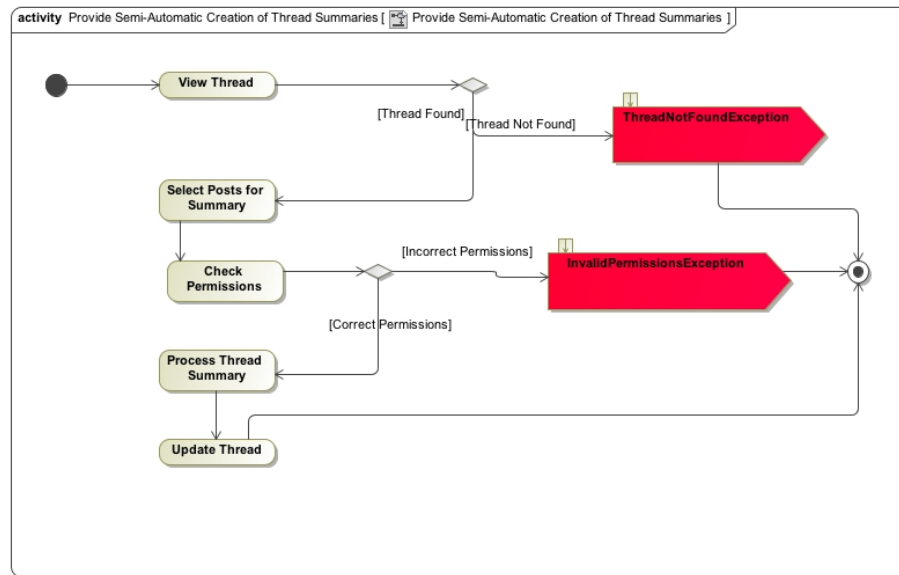 activity Provide Semi-Automatic Creation of Thread Summaries [ Provide Semi-Automatic Creation of Thread Summaries ]
View Thread
[Thread Found]
[Thread Not Found]
ThreadNotFoundException
Select Posts for
Summary
Check
Permissions
[Incorrect Permissions]
InvalidPermissionsException
[Correct Permissions]
Process Thread
Summary
Update Thread